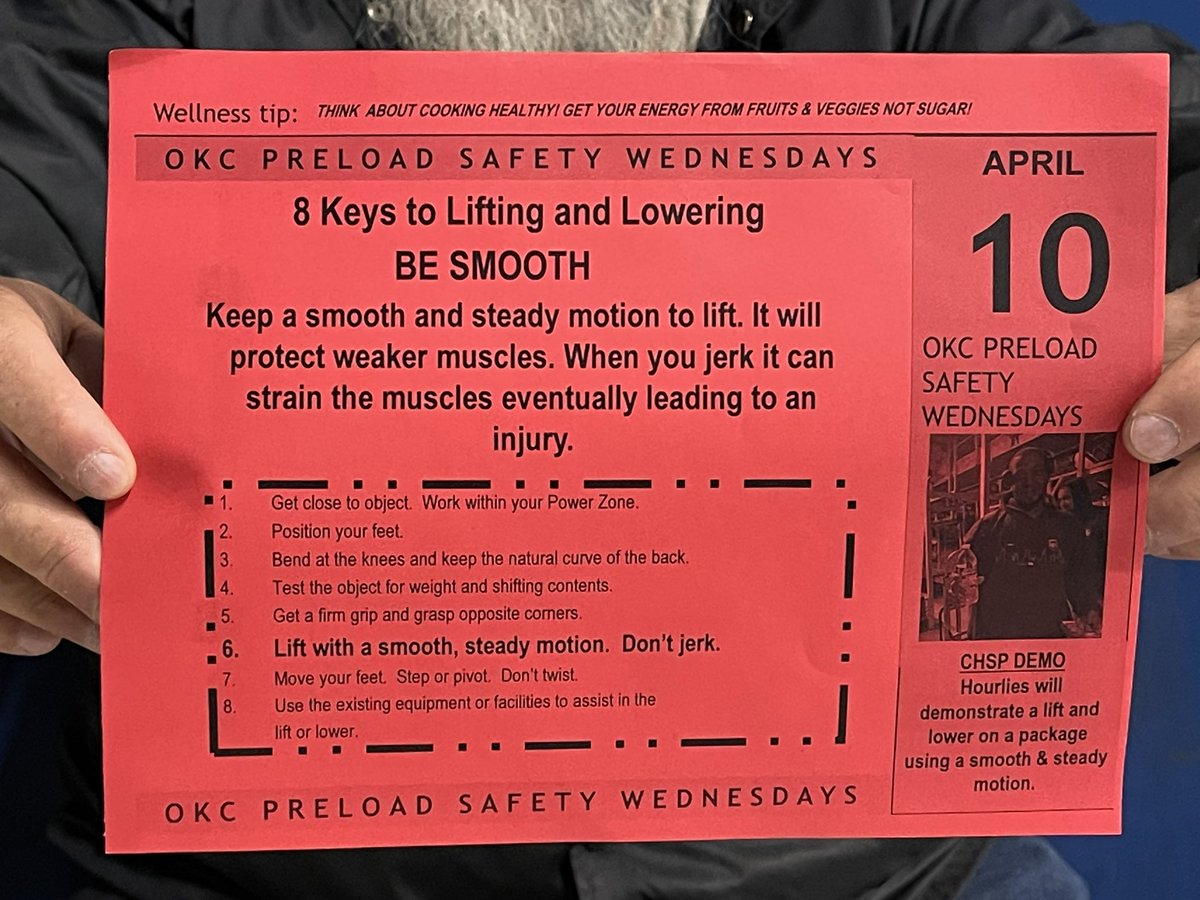 Wellness tip: THINK ABOUT COOKING HEALTHY! GET YOUR ENERGY FROM FRUITS & VEGGIES NOT SUGAR!
OKC PRELOAD SAFETY WEDNESDAYS
8 Keys to Lifting and Lowering
BE SMOOTH
Keep a smooth and steady motion to lift. It will
protect weaker muscles. When you jerk it can
strain the muscles eventually leading to an
injury.
1. Get close to object. Work within your Power Zone.
2. Position your feet.
3. Bend at the knees and keep the natural curve of the back.
4. Test the object for weight and shifting contents.
5. Get a firm grip and grasp opposite corners.
6. Lift with a smooth, steady motion. Don't jerk.
7. Move your feet. Step or pivot. Don't twist.
8. Use the existing equipment or facilities to assist in the
lift or lower.
OKC PRELOAD SAFETY WEDNESDAYS
APRIL
10
OKC PRELOAD
SAFETY
WEDNESDAYS
CHSP DEMO
Hourlies will
demonstrate a lift and
lower on a package
using a smooth & steady
motion.